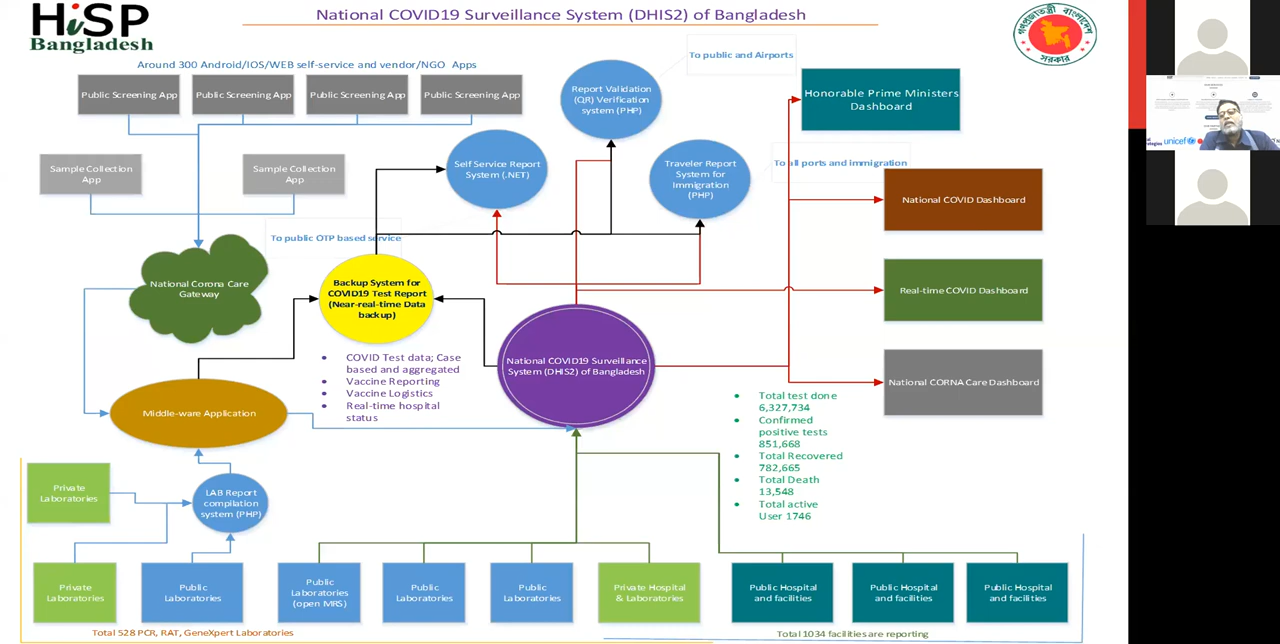 National COVID19 Surveillance System (DHIS2) of Bangladesh
HiSP
Bangladesh
গণপ্রজাতন্ত্রী বাংলাদেশ
সরকার
Around 300 Android/IOS/WEB self-service and vendor/NGO Apps
Public Screening App
Public Screening App
Public Screening App
Public Screening App
Sample Collection
App
Sample Collection
App
To public and Airports
Report Validation
(QR) Verification
system (PHP)
Self Service Report
System (.NET)
Traveler Report
System for
Immigration
(PHP)
To all ports and immigration
Honorable Prime Ministers
Dashboard
National COVID Dashboard
Real-time COVID Dashboard
National CORNA Care Dashboard
To public OTP based service
National Corona Care
Gateway
Backup System for
COVID19 Test Report
(Near-real-time Data
backup)
• COVID Test data; Case
based and aggregated
• Vaccine Reporting
• Vaccine Logistics
• Real-time hospital
status
National COVID19 Surveillance
System (DHIS2) of Bangladesh
Middle-ware Application
• Total test done
6,327,734
• Confirmed
positive tests
851,668
• Total Recovered
782,665
• Total Death
13,548
• Total active
User 1746
Private
Laboratories
LAB Report
compilation
system (PHP)
Private
Laboratories
Public
Laboratories
Public
Laboratories
(open MRS)
Public
Laboratories
Public
Laboratories
Private Hospital
& Laboratories
Public Hospital
and facilities
Public Hospital
and facilities
Public Hospital
and facilities
Total 528 PCR, RAT, GeneXpert Laboratories
Total 1034 facilities are reporting
unicef